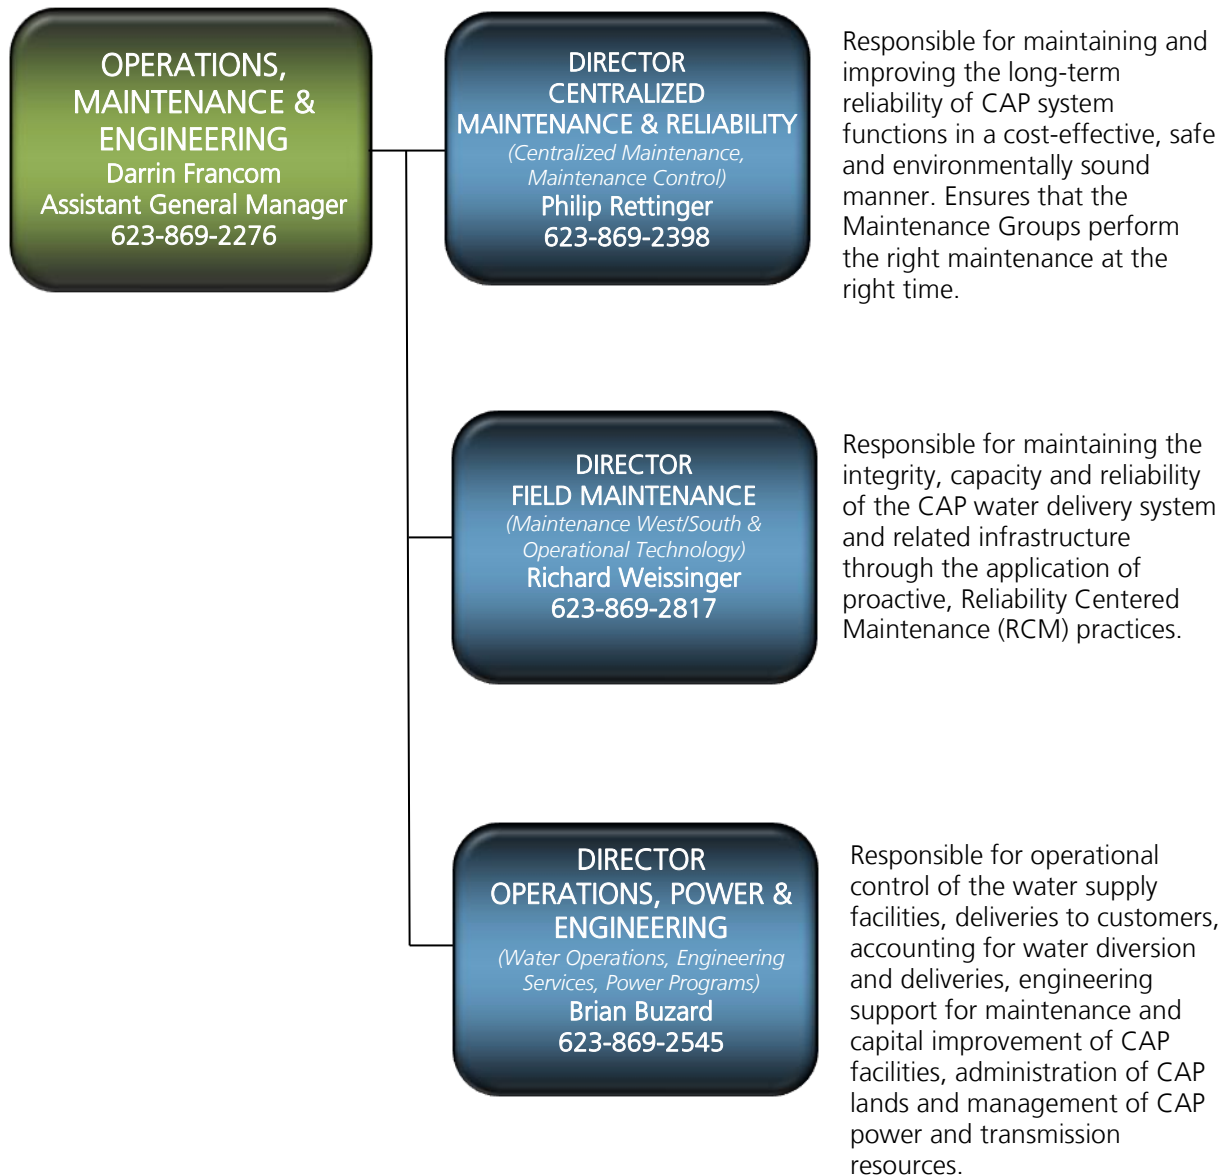 OPERATIONS,
MAINTENANCE &
ENGINEERING
Darrin Francom
Assistant General Manager
623-869-2276
DIRECTOR
CENTRALIZED
MAINTENANCE & RELIABILITY
(Centralized Maintenance,
Maintenance Control)
Philip Rettinger
623-869-2398
Responsible for maintaining and
improving the long-term
reliability of CAP system
functions in a cost-effective, safe
and environmentally sound
manner. Ensures that the
Maintenance Groups perform
the right maintenance at the
right time.
DIRECTOR
FIELD MAINTENANCE
(Maintenance West/South &
Operational Technology)
Richard Weissinger
623-869-2817
Responsible for maintaining the
integrity, capacity and reliability
of the CAP water delivery system
and related infrastructure
through the application of
proactive, Reliability Centered
Maintenance (RCM) practices.
DIRECTOR
OPERATIONS, POWER &
ENGINEERING
(Water Operations, Engineering
Services, Power Programs)
Brian Buzard
623-869-2545
Responsible for operational
control of the water supply
facilities, deliveries to customers,
accounting for water diversion
and deliveries, engineering
support for maintenance and
capital improvement of CAP
facilities, administration of CAP
lands and management of CAP
power and transmission
resources.